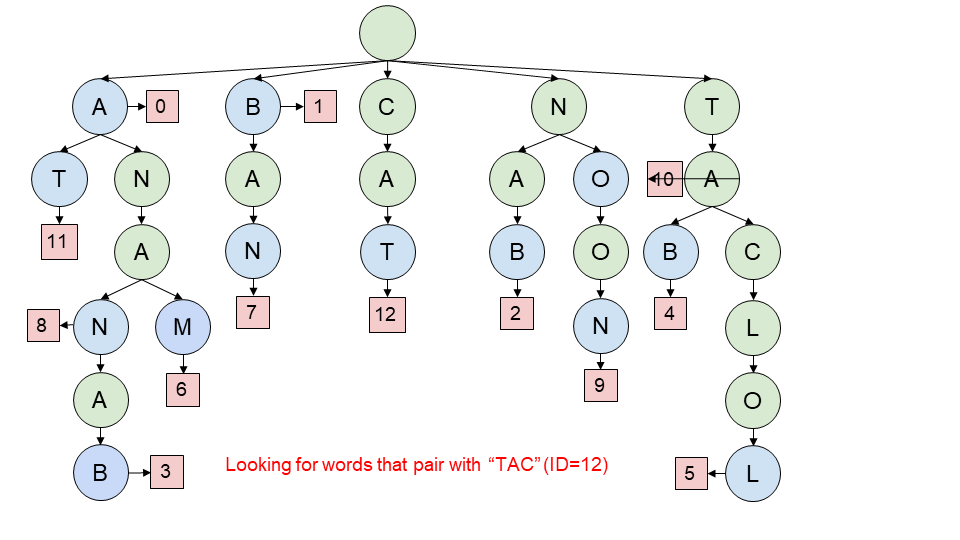 A 0 B 1 C N T
T N A A A O 10 A
11 A N T B O B C
8 N M 7 12 2 N 4 L
6 9
A O
B 3 Looking for words that pair with “TAC” (ID=12) 5 L